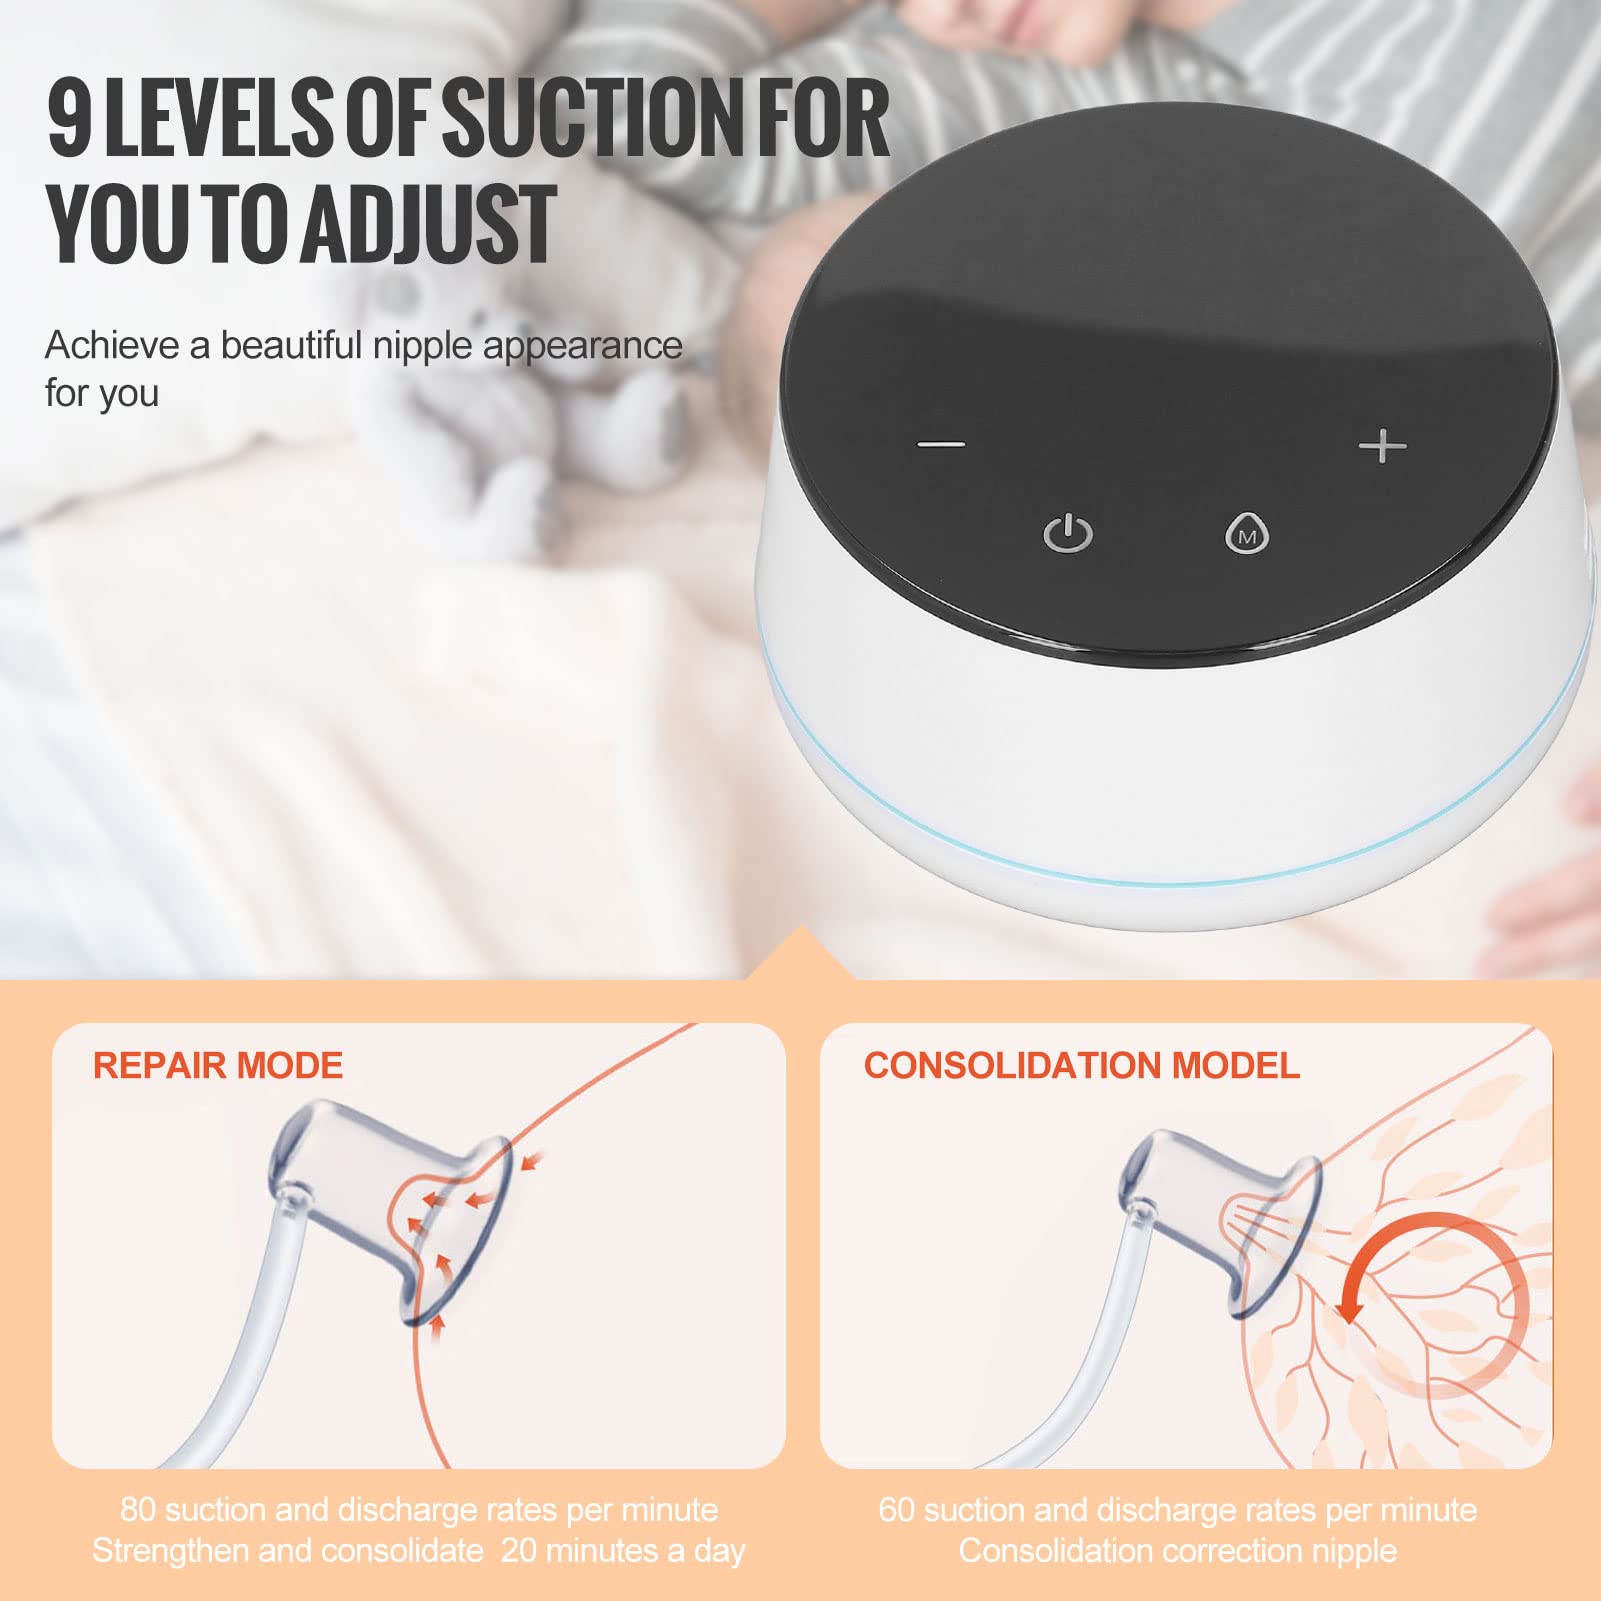 9 LEVELS OF SUCTION FOR
YOU TO ADJUST
Achieve a beautiful nipple appearance
for you
M
REPAIR MODE
CONSOLIDATION MODEL
80 suction and discharge rates per minute
Strengthen and consolidate 20 minutes a day
60 suction and discharge rates per minute
Consolidation correction nipple